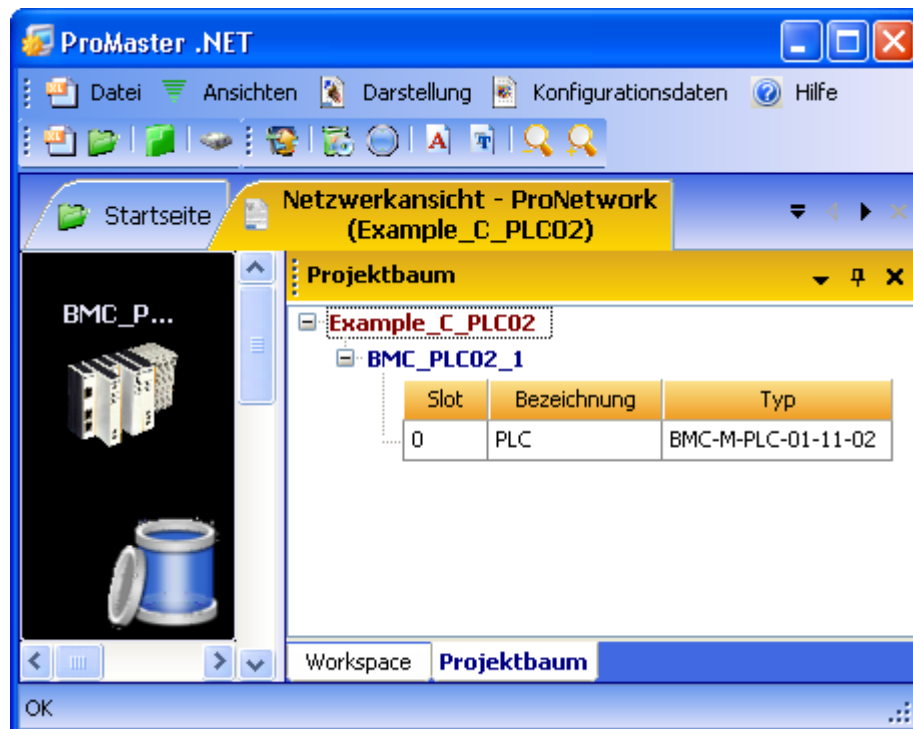 ProMaster .NET
Datei Ansichten Darstellung Konfigurationsdaten Hilfe
Startseite
Netzwerkansicht - ProNetwork
(Example_C_PLC02)
BMC_P...
Projektbaum
Example_C_PLC02
BMC_PLC02_1
Slot Bezeichnung Typ
0 PLC BMC-M-PLC-01-11-02
Workspace Projektbaum
OK